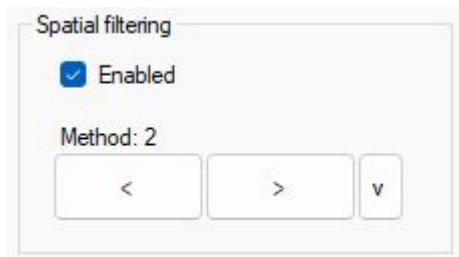 Spatial filtering
Enabled
Method: 2
< > v